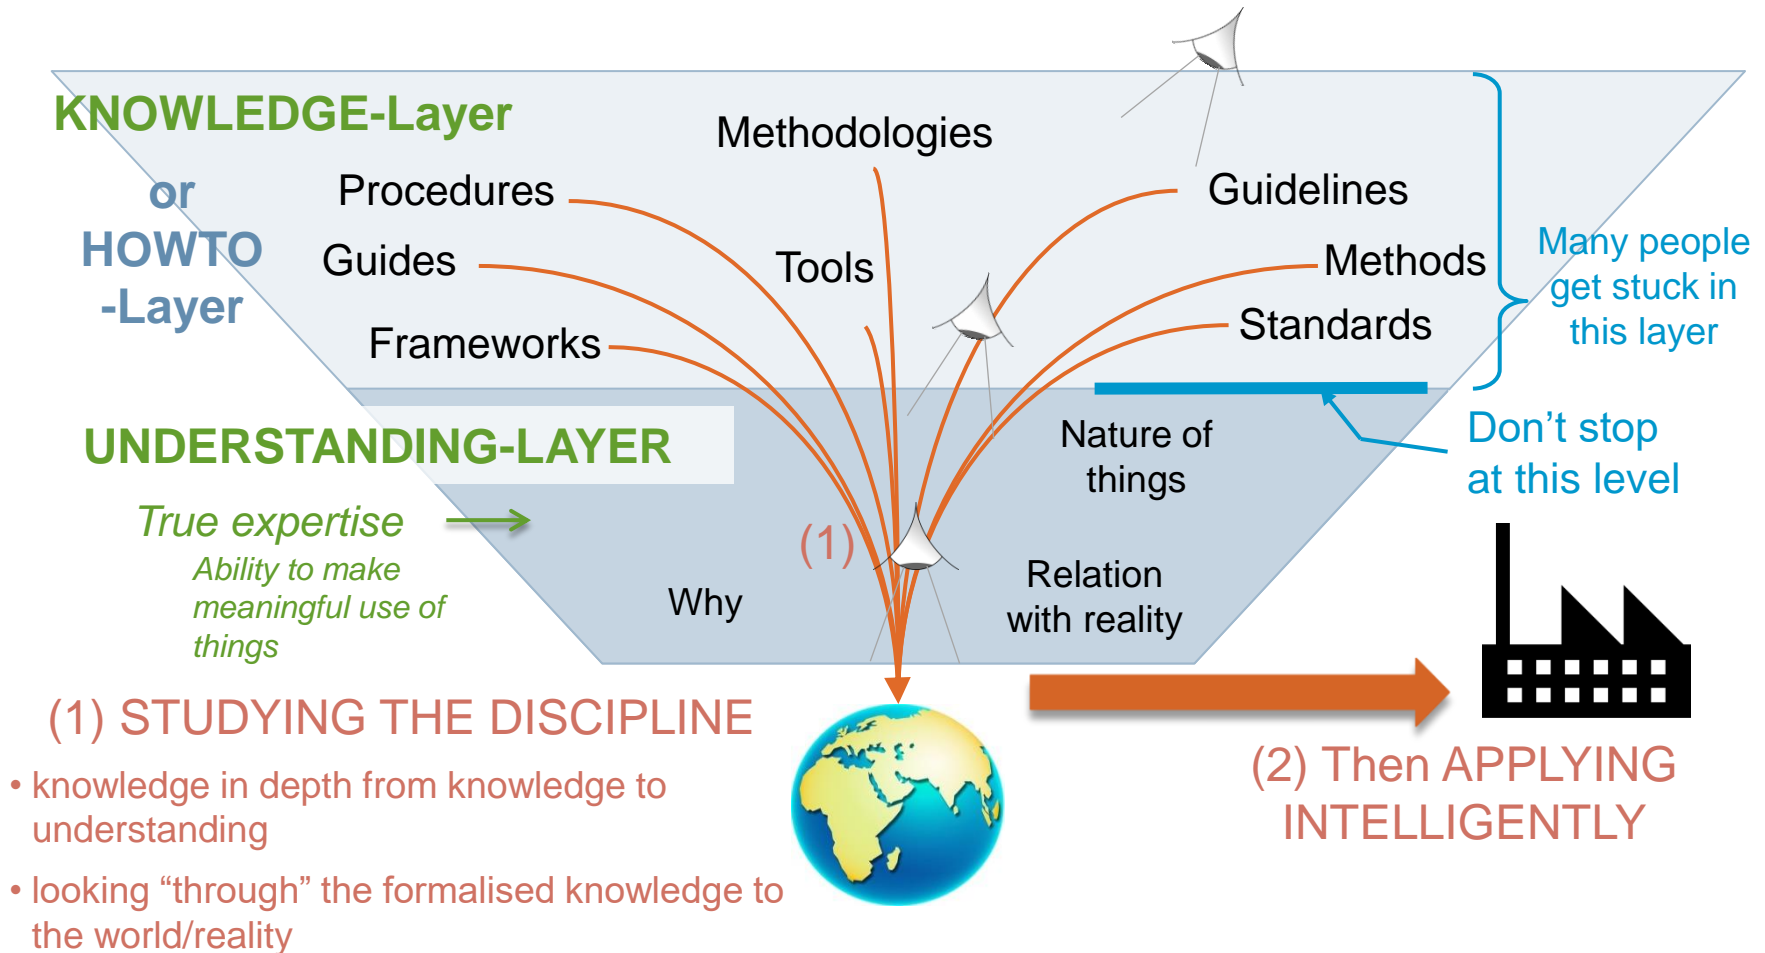 KNOWLEDGE-Layer
or
HOWTO
-Layer
Methodologies
Procedures
Guidelines
Guides
Tools
Methods
Frameworks
Standards
Many people
get stuck in
this layer
UNDERSTANDING-LAYER
Nature of
things
Don’t stop
at this level
True expertise
Ability to make
meaningful use of
things
(1)
Why
Relation
with reality
(1) STUDYING THE DISCIPLINE
• knowledge in depth from knowledge to
understanding
• looking “through” the formalised knowledge to
the world/reality
(2) Then APPLYING
INTELLIGENTLY